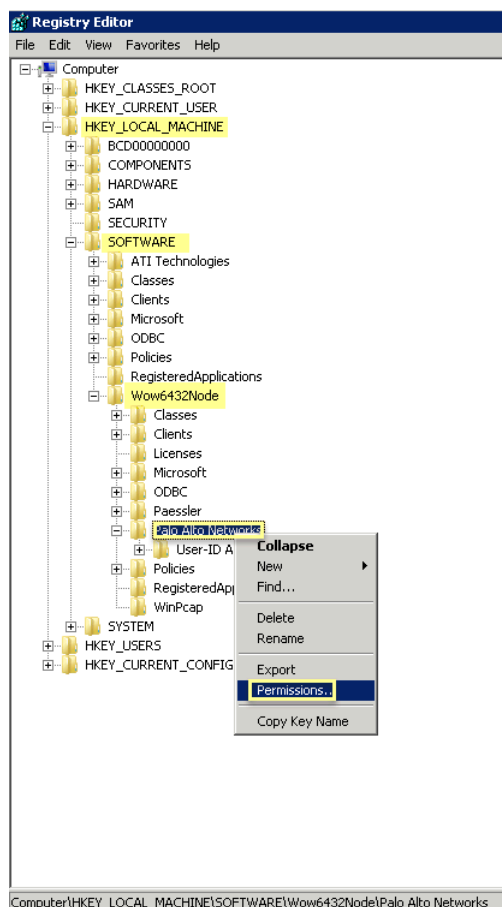 Registry Editor
File Edit View Favorites Help
Computer
HKEY_CLASSES_ROOT
HKEY_CURRENT_USER
HKEY_LOCAL_MACHINE
BCD00000000
COMPONENTS
HARDWARE
SAM
SECURITY
SOFTWARE
ATI Technologies
Classes
Clients
Microsoft
ODBC
Policies
RegisteredApplications
Wow6432Node
Classes
Clients
Licenses
Microsoft
ODBC
Paessler
Palo Alto Networks
User-ID A
Policies
RegisteredAp
WinPcap
SYSTEM
HKEY_USERS
HKEY_CURRENT_CONFIG
Collapse
New
Find...
Delete
Rename
Export
Permissions..
Copy Key Name
Computer\HKEY_LOCAL_MACHINE\SOFTWARE\Wow6432Node\Palo Alto Networks